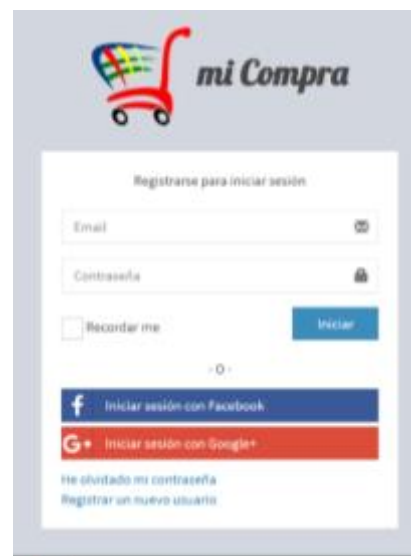 mi Compra
Registrarse para iniciar sesión
Email
Contraseña
Recordar me
Iniciar
- O -
f Iniciar sesión con Facebook
G+ Iniciar sesión con Google+
He olvidado mi contraseña
Registrar un nuevo usuario